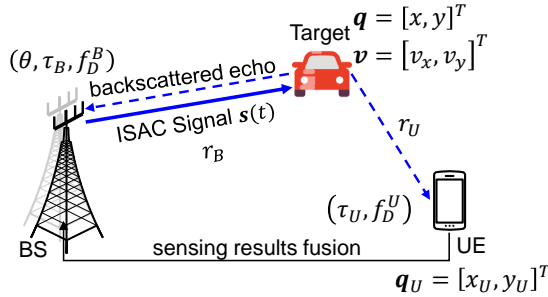 Target
𝒒 = [x, y]^T
𝒗 = [v_x, v_y]^T
(θ, τ_B, f_D^B)
backscattered echo
ISAC Signal 𝒔(t)
r_B
r_U
(τ_U, f_D^U)
BS
sensing results fusion
UE
𝒒_U = [x_U, y_U]^T